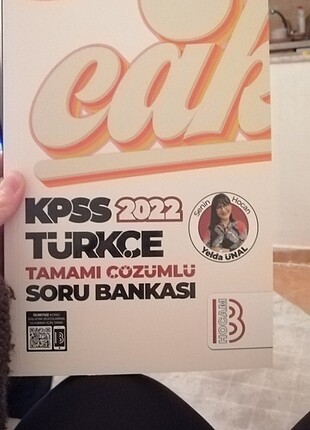 cak
KPSS 2022
TÜRKÇE
TAMAMI ÇÖZÜMLÜ
SORU BANKASI
Senin Hocan
Yelda ÜNAL
B
HOCAM